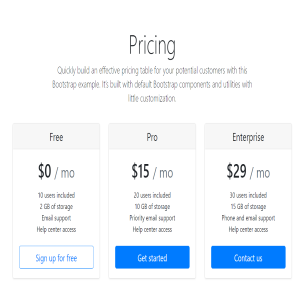 Pricing
Quickly build an effective pricing table for your potential customers with this
Bootstrap example. It's built with default Bootstrap components and utilities with
little customization.
Free
$0 / mo
10 users included
2 GB of storage
Email support
Help center access
Sign up for free
Pro
$15 / mo
20 users included
10 GB of storage
Priority email support
Help center access
Get started
Enterprise
$29 / mo
30 users included
15 GB of storage
Phone and email support
Help center access
Contact us